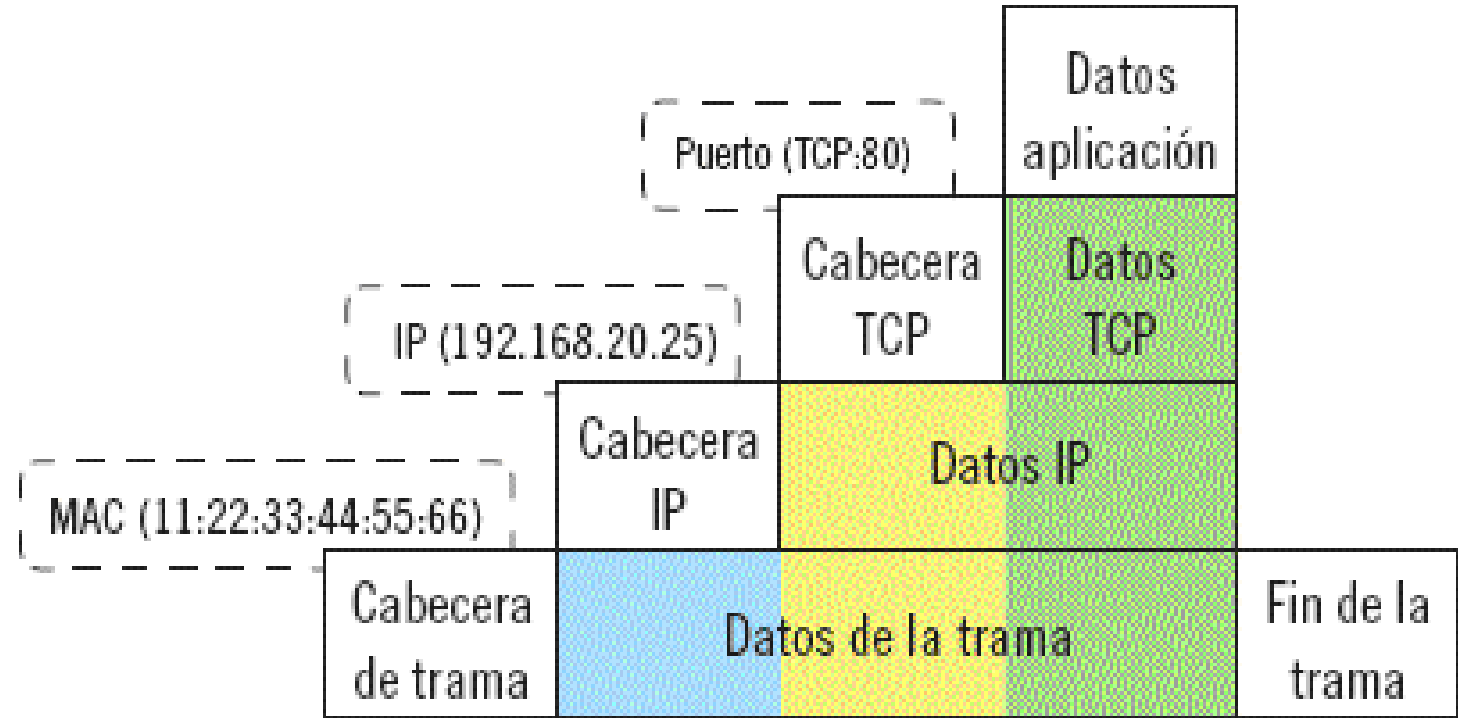 Datos
aplicación
Puerto (TCP:80)
Cabecera
TCP
Datos
TCP
IP (192.168.20.25)
Cabecera
IP
Datos IP
MAC (11:22:33:44:55:66)
Cabecera
de trama
Datos de la trama
Fin de la
trama